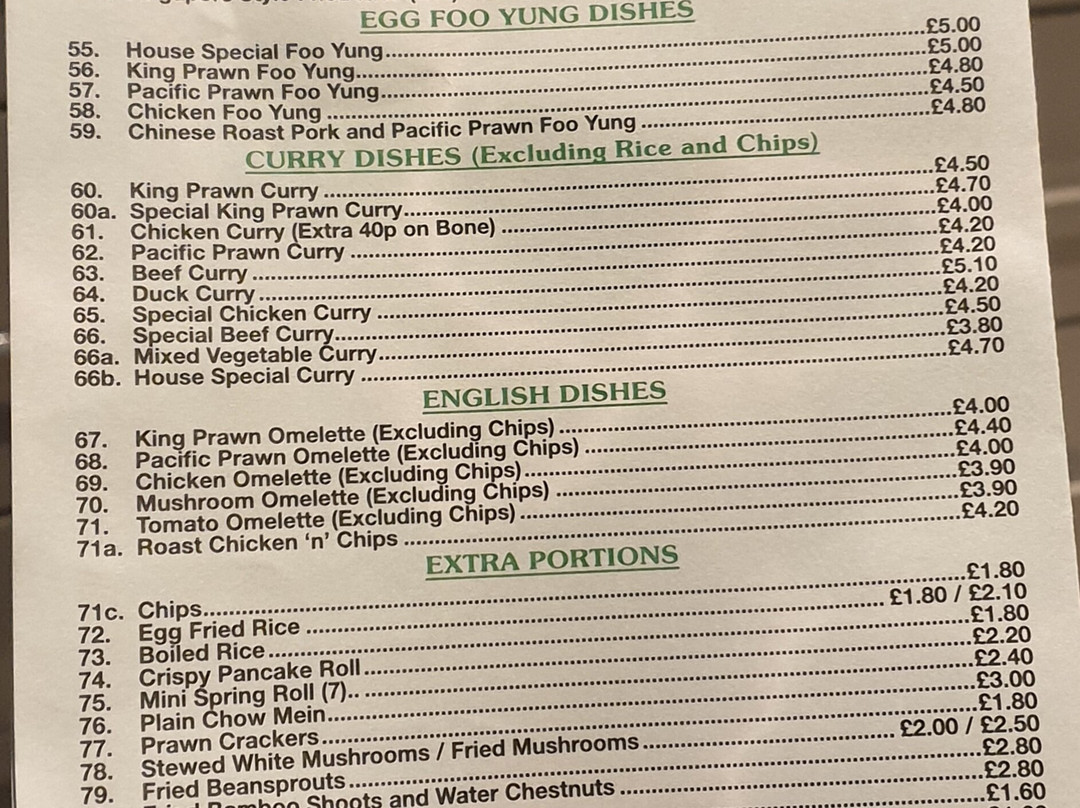 EGG FOO YUNG DISHES
55. House Special Foo Yung................£5.00
56. King Prawn Foo Yung................£5.00
57. Pacific Prawn Foo Yung................£4.80
58. Chicken Foo Yung ................£4.50
59. Chinese Roast Pork and Pacific Prawn Foo Yung ................£4.80
CURRY DISHES (Excluding Rice and Chips)
60. King Prawn Curry ................£4.50
60a. Special King Prawn Curry................£4.70
61. Chicken Curry (Extra 40p on Bone) ................£4.00
62. Pacific Prawn Curry ................£4.20
63. Beef Curry ................£4.20
64. Duck Curry ................£5.10
65. Special Chicken Curry ................£4.20
66. Special Beef Curry................£4.50
66a. Mixed Vegetable Curry................£3.80
66b. House Special Curry ................£4.70
ENGLISH DISHES
67. King Prawn Omelette (Excluding Chips) ................£4.00
68. Pacific Prawn Omelette (Excluding Chips) ................£4.40
69. Chicken Omelette (Excluding Chips)................£4.00
70. Mushroom Omelette (Excluding Chips) ................£3.90
71. Tomato Omelette (Excluding Chips) ................£3.90
71a. Roast Chicken ‘n’ Chips ................£4.20
EXTRA PORTIONS
71c. Chips................£1.80
72. Egg Fried Rice ................ £1.80 / £2.10
73. Boiled Rice................£1.80
74. Crispy Pancake Roll................£2.20
75. Mini Spring Roll (7).. ................£2.40
76. Plain Chow Mein................£3.00
77. Prawn Crackers................£1.80
78. Stewed White Mushrooms / Fried Mushrooms ................ £2.00 / £2.50
79. Fried Beansprouts................£2.80
Bamboo Shoots and Water Chestnuts ................£2.80
£1.60